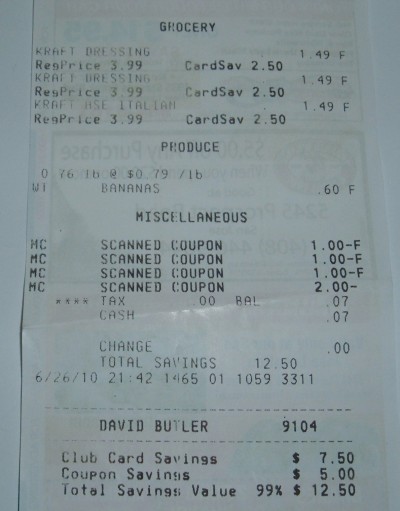 GROCERY
KRAFT DRESSING 1.49 F
RegPrice 3.99 CardSav 2.50
KRAFT DRESSING 1.49 F
RegPrice 3.99 CardSav 2.50
KRAFT HSE ITALIAN 1.49 F
RegPrice 3.99 CardSav 2.50
PRODUCE
0 76 lb @ $0 79 /lb
WT BANANAS .60 F
MISCELLANEOUS
MC SCANNED COUPON 1.00-F
MC SCANNED COUPON 1.00-F
MC SCANNED COUPON 1.00-F
MC SCANNED COUPON 2.00-
**** TAX .00 BAL .07
CASH .07
CHANGE .00
TOTAL SAVINGS 12.50
6/26/10 21:42 1465 01 1059 3311
DAVID BUTLER 9104
Club Card Savings $ 7.50
Coupon Savings $ 5.00
Total Savings Value 99% $ 12.50